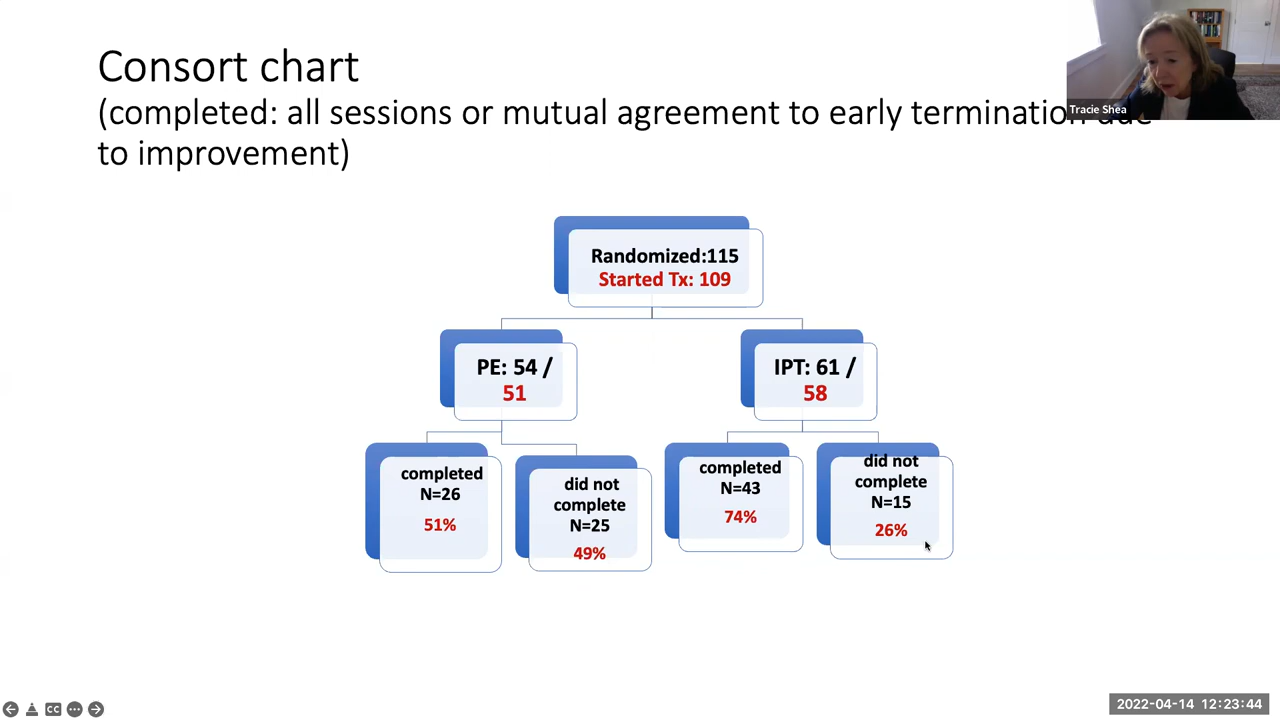 Consort chart
(completed: all sessions or mutual agreement to early termination due
to improvement)
Tracie Shea
Randomized:115
Started Tx: 109
PE: 54 /
51
IPT: 61 /
58
completed
N=26
51%
did not
complete
N=25
49%
completed
N=43
74%
did not
complete
N=15
26%
CC
2022-04-14 12:23:44